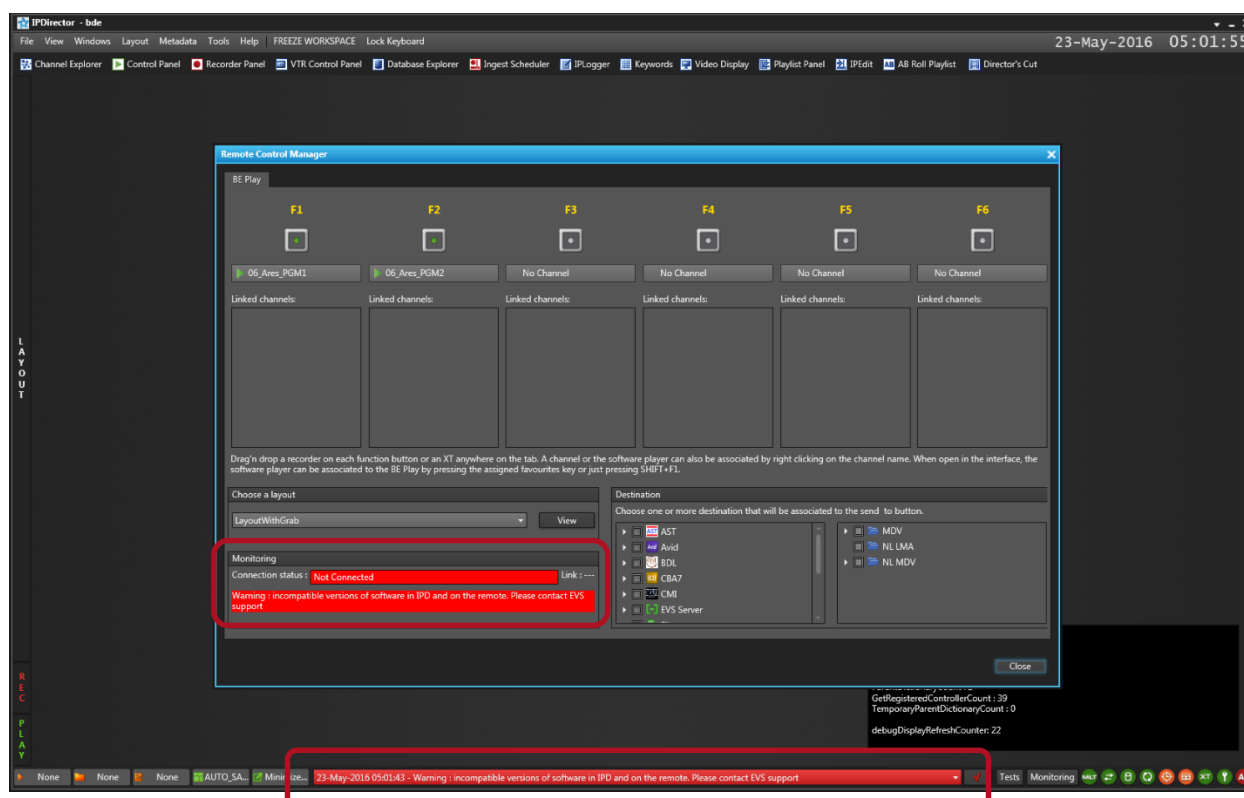 IPDirector - bde
File View Windows Layout Metadata Tools Help FREEZE WORKSPACE Lock Keyboard
23-May-2016 05:01:55
Channel Explorer Control Panel Recorder Panel VTR Control Panel Database Explorer Ingest Scheduler IPLogger Keywords Video Display Playlist Panel IPEdit AB Roll Playlist Director's Cut
Remote Control Manager
BE Play
F1 F2 F3 F4 F5 F6
06_Ares_PGM1 06_Ares_PGM2 No Channel No Channel No Channel No Channel
Linked channels: Linked channels: Linked channels: Linked channels: Linked channels: Linked channels:
LAYOUT
Drag'n drop a recorder on each function button or an XT anywhere on the tab. A channel or the software player can also be associated by right clicking on the channel name. When open in the interface, the
software player can be associated to the BE Play by pressing the assigned favourites key or just pressing SHIFT+F1.
Choose a layout
LayoutWithGrab View
Monitoring
Connection status : Not Connected Link : ---
Warning : incompatible versions of software in IPD and on the remote. Please contact EVS
support
Destination
Choose one or more destination that will be associated to the send to button.
AST
Avid
BDL
CBA7
CMI
EVS Server
MDV
NL LMA
NL MDV
Close
REC
PLAY
GetRegisteredControllerCount : 39
TemporaryParentDictionaryCount : 0
debugDisplayRefreshCounter: 22
None None None AUTO_SA... Minimize... 23-May-2016 05:01:43 - Warning : incompatible versions of software in IPD and on the remote. Please contact EVS support Tests Monitoring MLT XT